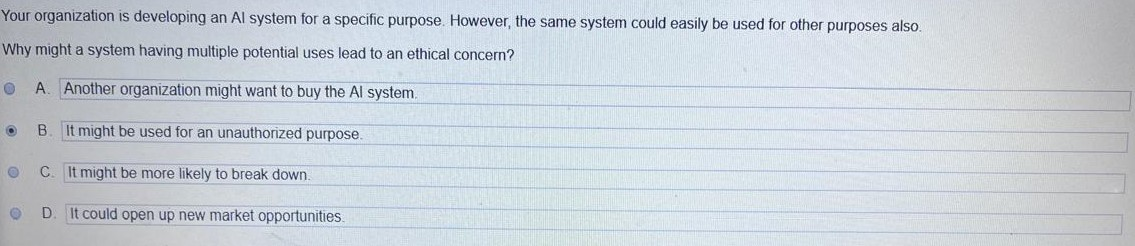 Your organization is developing an AI system for a specific purpose. However, the same system could easily be used for other purposes also.
Why might a system having multiple potential uses lead to an ethical concern?
A. Another organization might want to buy the AI system.
B. It might be used for an unauthorized purpose.
C. It might be more likely to break down.
D. It could open up new market opportunities.